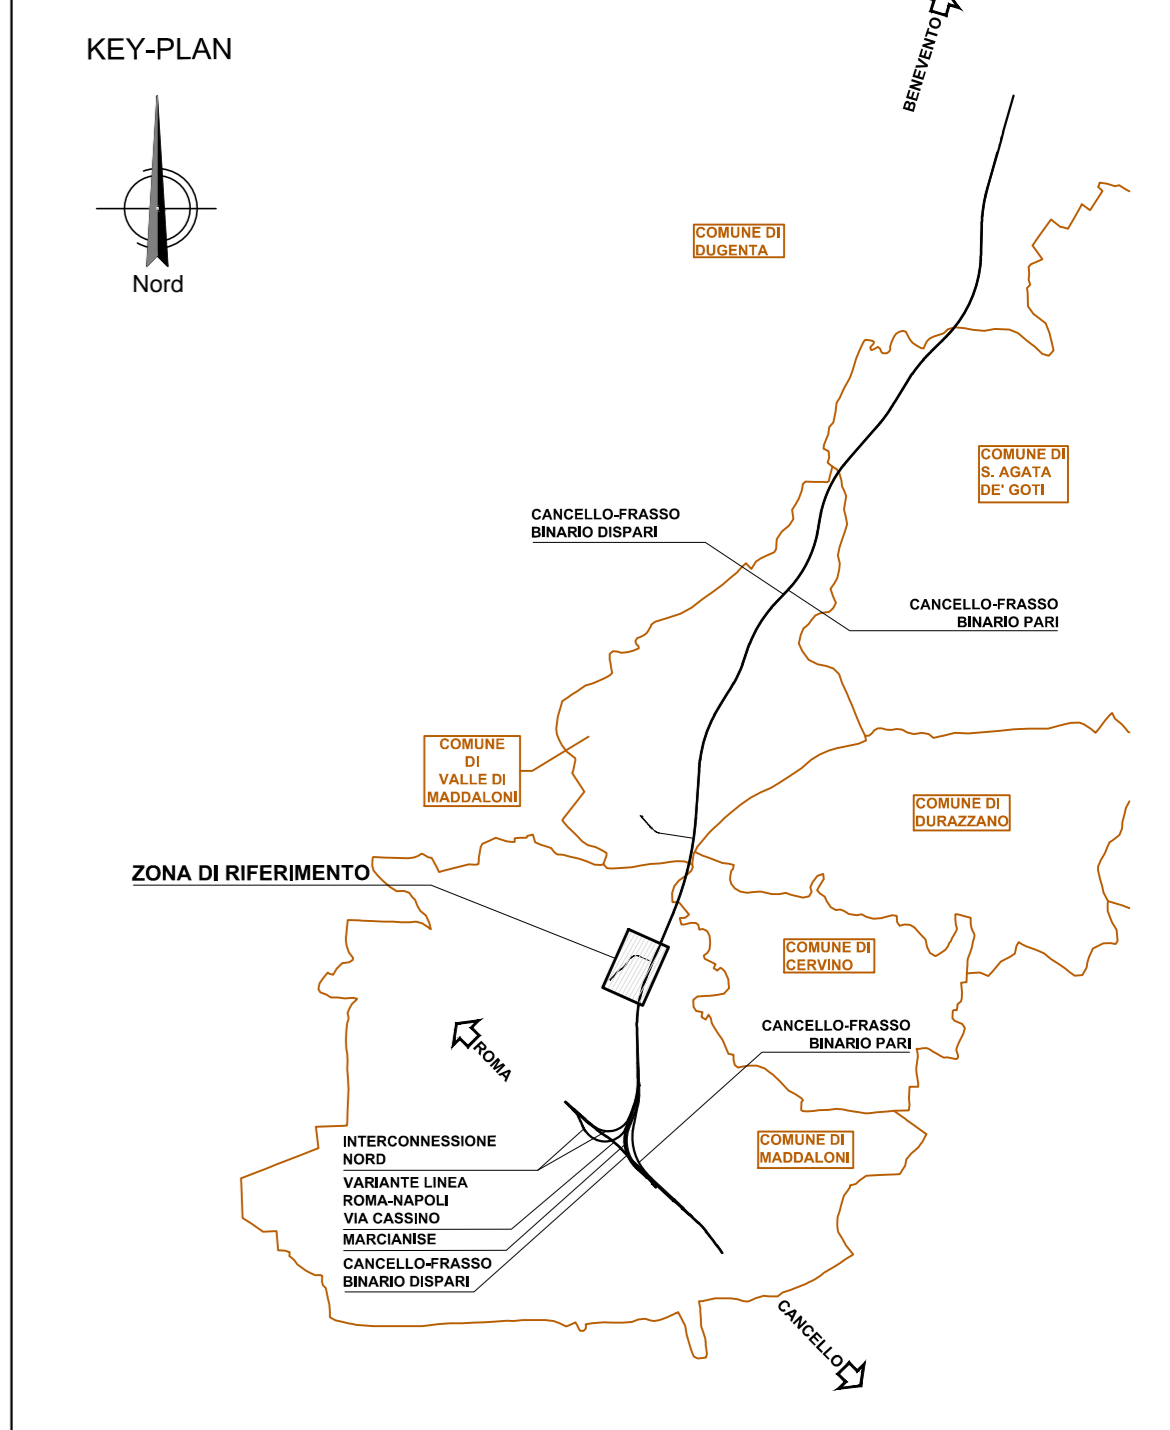 KEY-PLAN
BENEVENTO
Nord
COMUNE DI
DUGENTA
COMUNE DI
S. AGATA
DE' GOTI
CANCELLO-FRASSO
BINARIO DISPARI
CANCELLO-FRASSO
BINARIO PARI
COMUNE
DI
VALLE DI
MADDALONI
COMUNE DI
DURAZZANO
ZONA DI RIFERIMENTO
COMUNE DI
CERVINO
CANCELLO-FRASSO
BINARIO PARI
ROMA
INTERCONNESSIONE
NORD
COMUNE DI
MADDALONI
VARIANTE LINEA
ROMA-NAPOLI
VIA CASSINO
MARCIANISE
CANCELLO-FRASSO
BINARIO DISPARI
CANCELLO